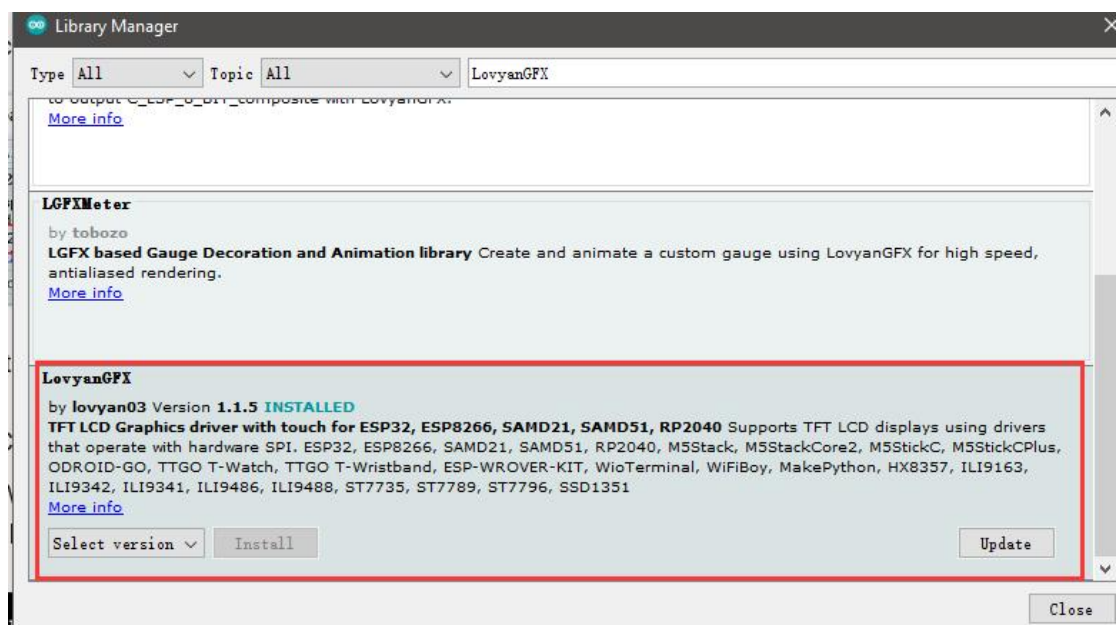 Library Manager
Type All Topic All LovyanGFX
to output C_ESP_8_BIT_composite with LovyanGFX.
More info
LGFXMeter
by tobozo
LGFX based Gauge Decoration and Animation library Create and animate a custom gauge using LovyanGFX for high speed,
antialiased rendering.
More info
LovyanGFX
by lovyan03 Version 1.1.5 INSTALLED
TFT LCD Graphics driver with touch for ESP32, ESP8266, SAMD21, SAMD51, RP2040 Supports TFT LCD displays using drivers
that operate with hardware SPI. ESP32, ESP8266, SAMD21, SAMD51, RP2040, M5Stack, M5StackCore2, M5StickC, M5StickCPlus,
ODROID-GO, TTGO T-Watch, TTGO T-Wristband, ESP-WROVER-KIT, WioTerminal, WiFiBoy, MakePython, HX8357, ILI9163,
ILI9342, ILI9341, ILI9486, ILI9488, ST7735, ST7789, ST7796, SSD1351
More info
Select version Install Update
Close